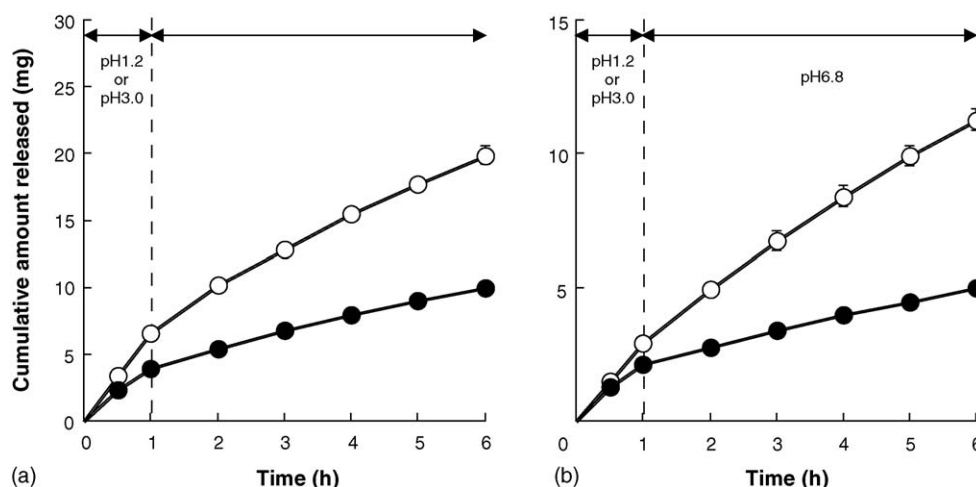 Cumulative amount released (mg)
30
25
20
15
10
5
0
pH1.2
or
pH3.0
0 1 2 3 4 5 6
Time (h)
(a)
15
10
5
0
pH1.2
or
pH3.0
pH6.8
1 2 3 4 5 6
Time (h)
(b)